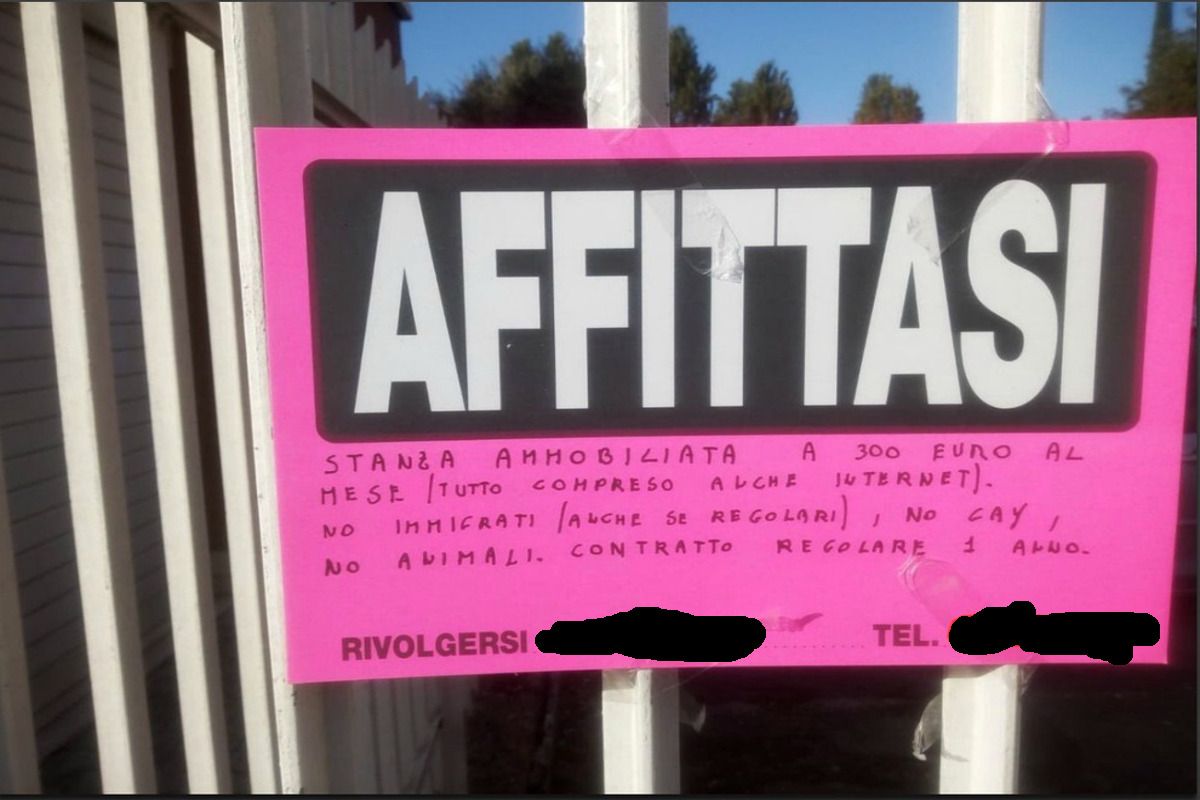 AFFITTASI
STANZA AMMOBILIATA A 300 EURO AL
MESE (TUTTO COMPRESO ANCHE INTERNET).
NO IMMIGRATI (ANCHE SE REGOLARI), NO GAY,
NO ANIMALI. CONTRATTO REGOLARE 1 ANNO.
RIVOLGERSI TEL.